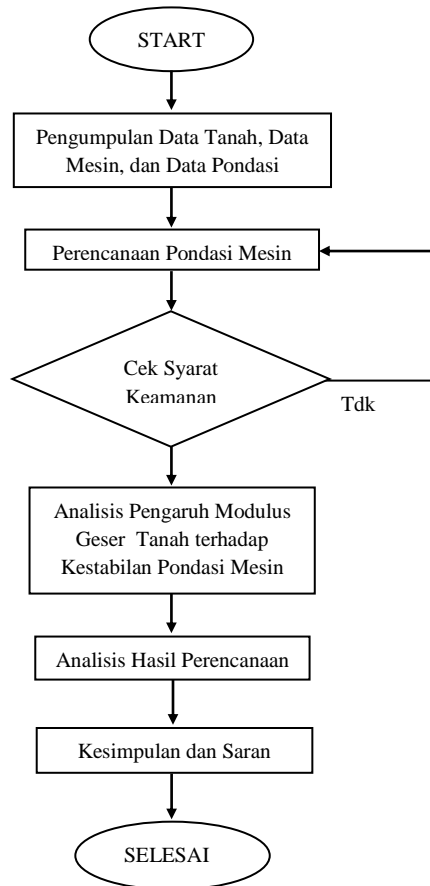 START
Pengumpulan Data Tanah, Data
Mesin, dan Data Pondasi
Perencanaan Pondasi Mesin
Cek Syarat
Keamanan
Tdk
Analisis Pengaruh Modulus
Geser Tanah terhadap
Kestabilan Pondasi Mesin
Analisis Hasil Perencanaan
Kesimpulan dan Saran
SELESAI